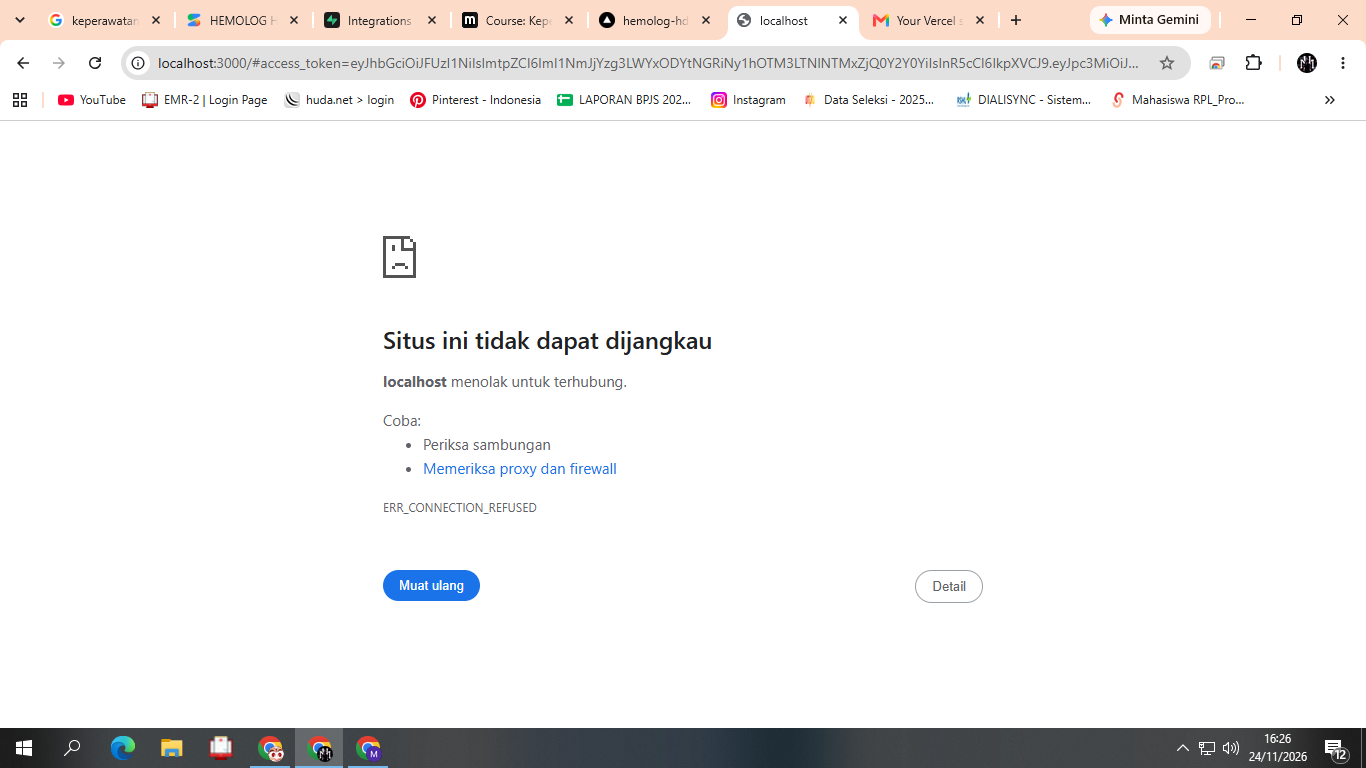 keperawatan
HEMOLOG H
Integrations
Course: Kepe
hemolog-hd
localhost
Your Vercel s
Minta Gemini
localhost:3000/#access_token=eyJhbGciOiJFUzI1NiIsImtpZCI6ImI1NmJjYzg3LWYxODYtNGRiNy1hOTM3LTNlNTMxZjQ0Y2Y0YiIsInR5cCI6IkpXVCJ9.eyJpc3MiOiJ...
YouTube
EMR-2 | Login Page
huda.net > login
Pinterest - Indonesia
LAPORAN BPJS 202...
Instagram
Data Seleksi - 2025...
DIALISYNC - Sistem...
Mahasiswa RPL_Pro...
Situs ini tidak dapat dijangkau
localhost menolak untuk terhubung.
Coba:
• Periksa sambungan
• Memeriksa proxy dan firewall
ERR_CONNECTION_REFUSED
Muat ulang
Detail
M
16:26
24/11/2026
12